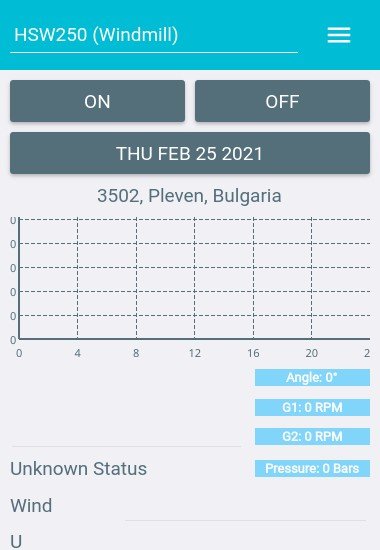 HSW250 (Windmill)
ON OFF
THU FEB 25 2021
3502, Pleven, Bulgaria
0
0
0
0
0
0
0 4 8 12 16 20 2
Angle: 0°
G1: 0 RPM
G2: 0 RPM
Unknown Status Pressure: 0 Bars
Wind
U